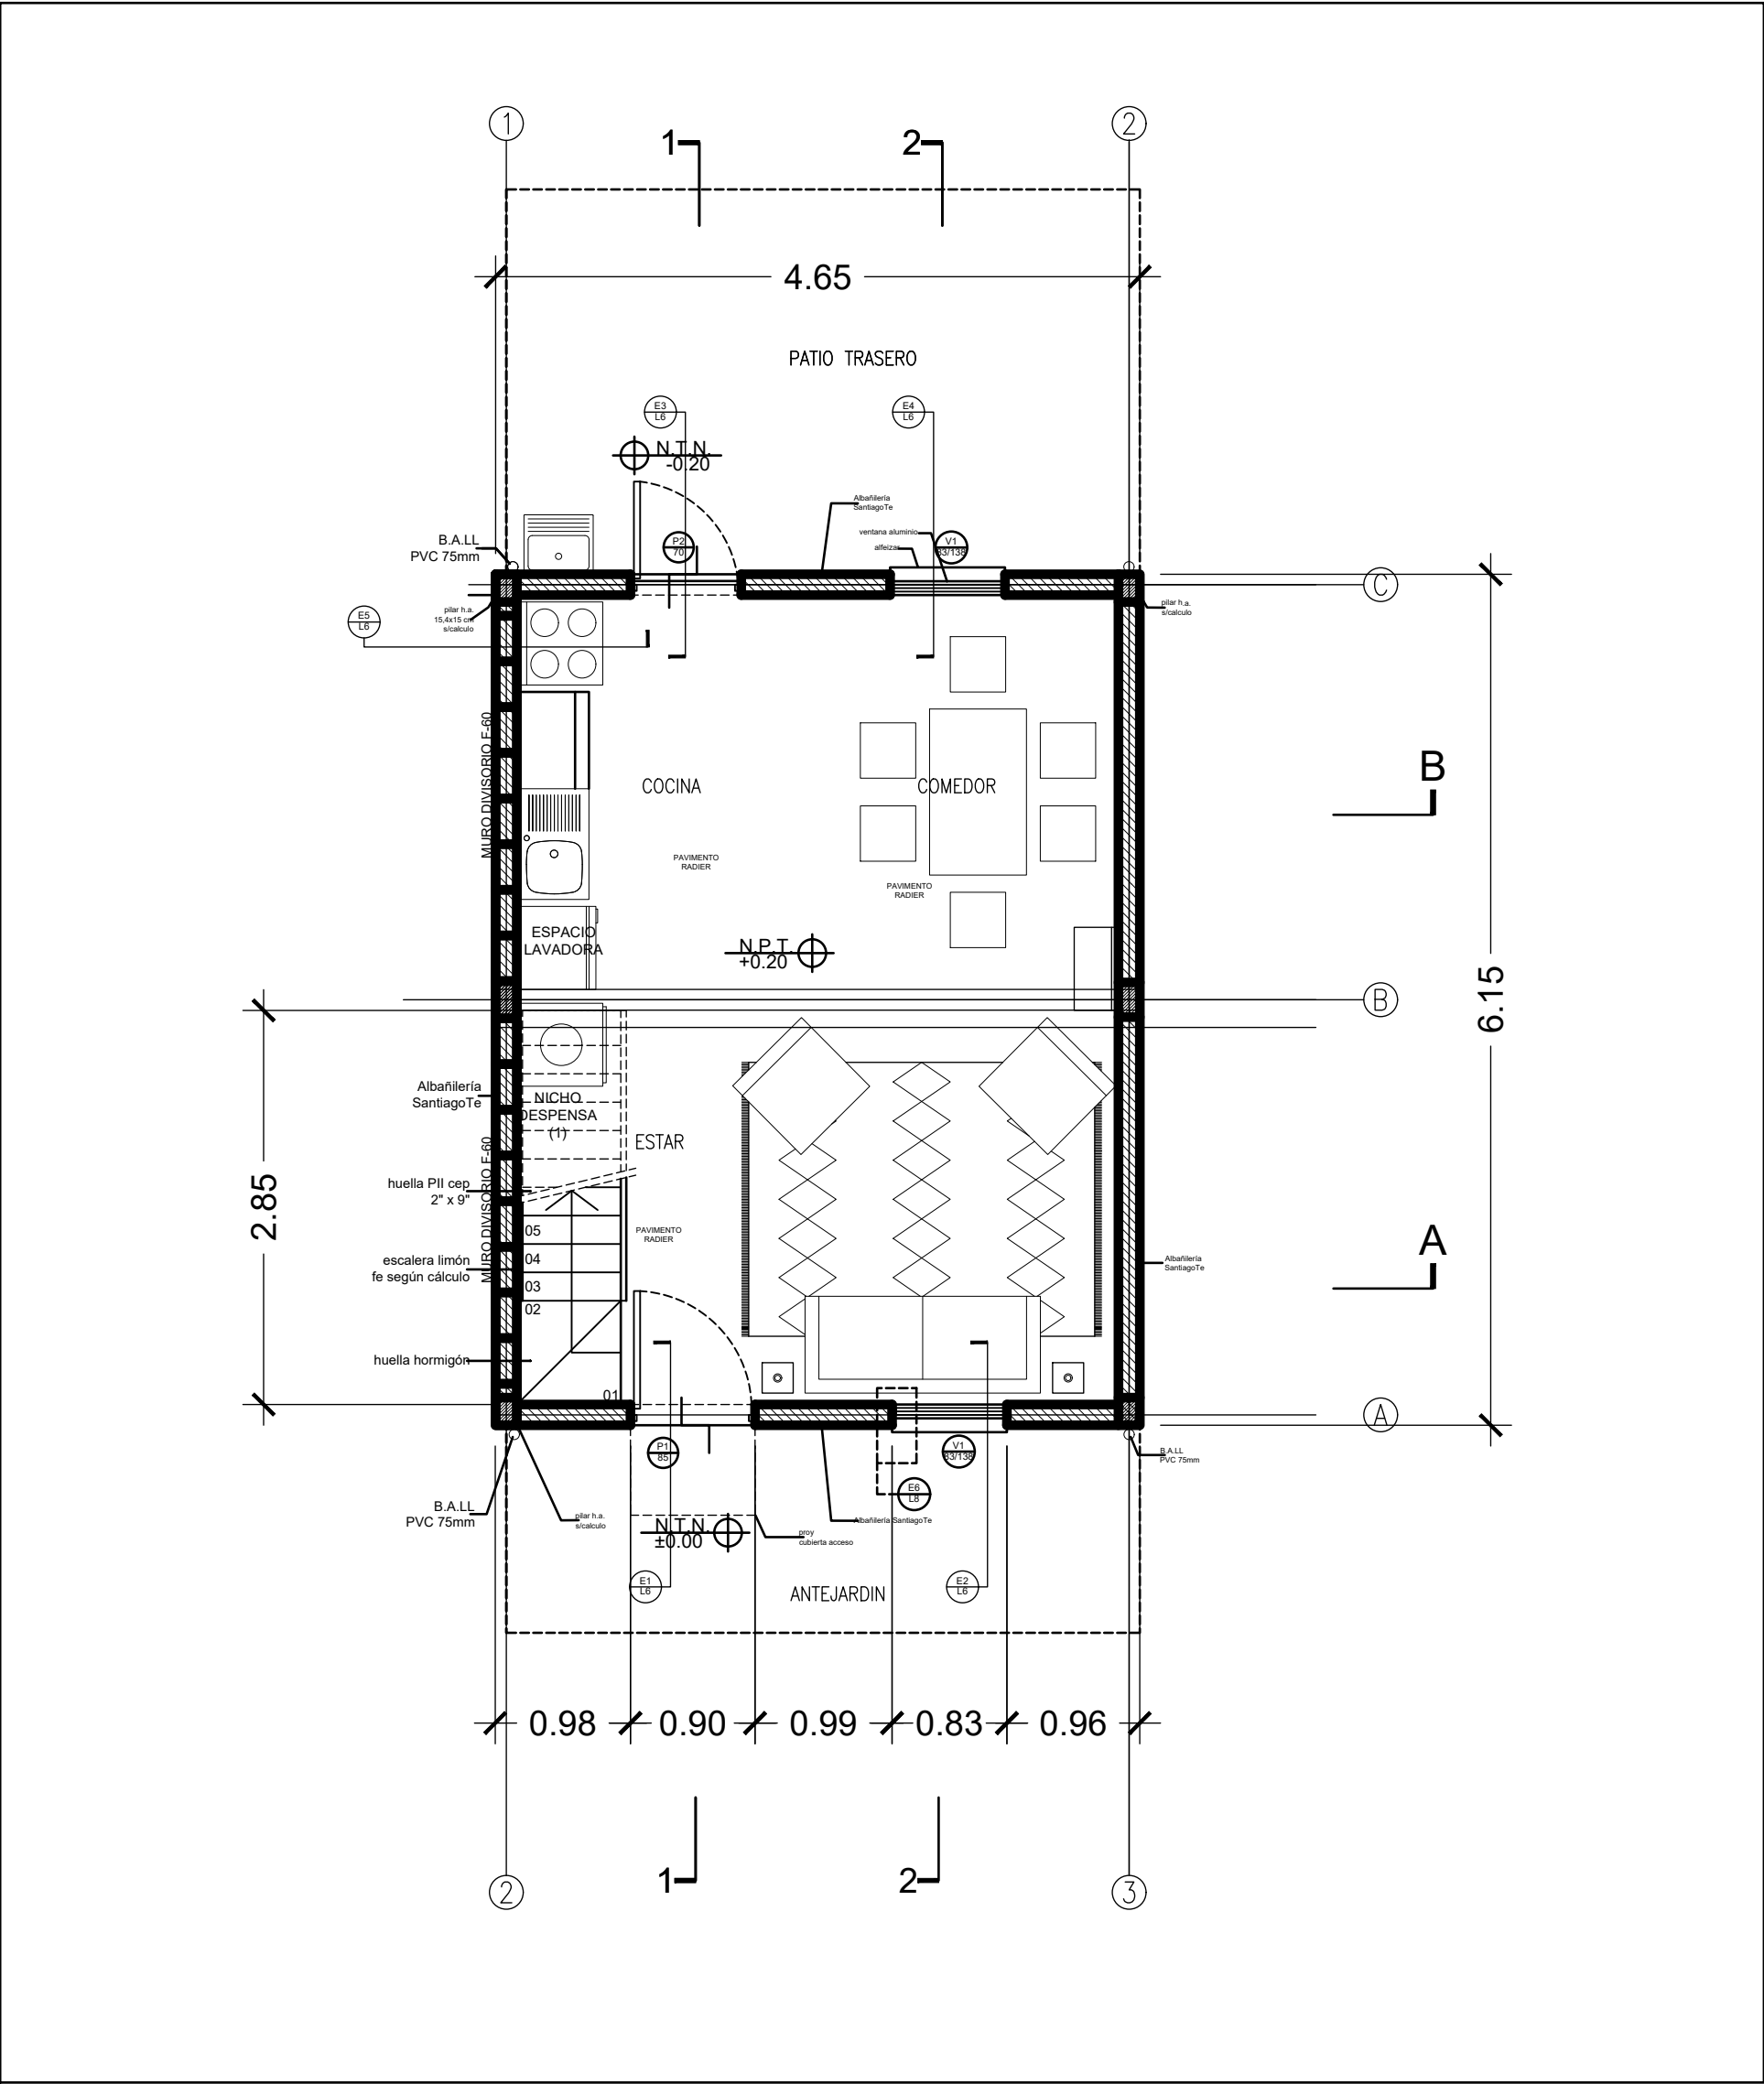 1
1
2
2
4.65
PATIO TRASERO
E3
L6
E4
L6
N.T.N.
-0.20
Albañilería
SantiagoTe
ventana aluminio
alfeizar
B.A.LL
PVC 75mm
P2
70
V1
83/138
C
pilar h.a.
15,4x15 cm
s/calculo
pilar h.a.
s/calculo
E5
L6
MURO DIVISORIO F-60
COCINA
COMEDOR
B
PAVIMENTO
RADIER
PAVIMENTO
RADIER
ESPACIO
LAVADORA
N.P.T.
+0.20
B
6.15
Albañilería
SantiagoTe
NICHO
DESPENSA
(1)
ESTAR
MURO DIVISORIO F-60
huella PII cep
2" x 9"
2.85
05
04
03
02
01
PAVIMENTO
RADIER
A
escalera limón
fe según cálculo
Albañilería
SantiagoTe
huella hormigón
A
P1
85
V1
83/138
B.A.LL
PVC 75mm
E6
L8
B.A.LL
PVC 75mm
pilar h.a.
s/calculo
N.T.N.
±0.00
Albañilería SantiagoTe
proy
cubierta acceso
E1
L6
E2
L6
ANTEJARDIN
0.98
0.90
0.99
0.83
0.96
1
2
2
3